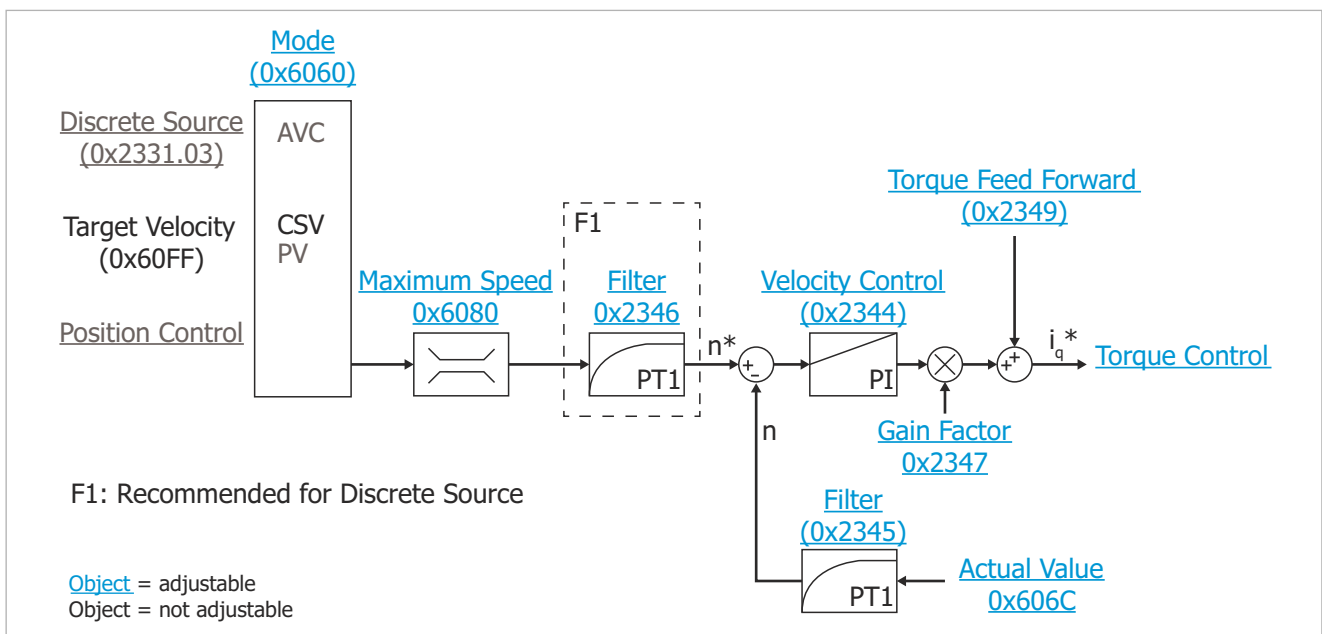 Mode
(0x6060)
Discrete Source
(0x2331.03)
AVC
Target Velocity
(0x60FF)
CSV
PV
Position Control
Maximum Speed
0x6080
F1
Filter
0x2346
PT1
n*
+
-
n
Velocity Control
(0x2344)
PI
Gain Factor
0x2347
Torque Feed Forward
(0x2349)
+
+
iq*
Torque Control
F1: Recommended for Discrete Source
Filter
(0x2345)
PT1
Actual Value
0x606C
Object = adjustable
Object = not adjustable